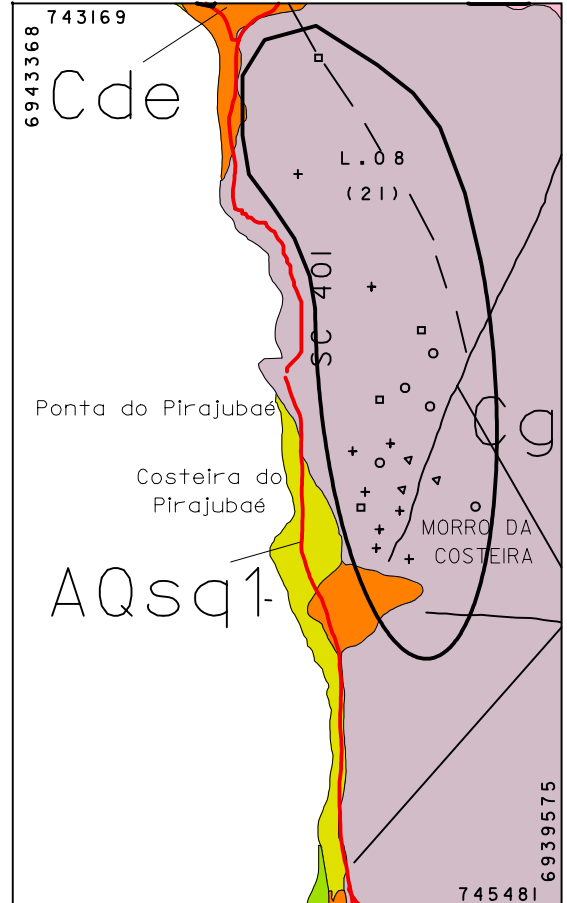 743169
6943368
Cde
L.08
(21)
SC 401
Ponta do Pirajubaé
Cg
Costeira do
Pirajubaé
MORRO DA
COSTEIRA
AQsq1
6939575
745481